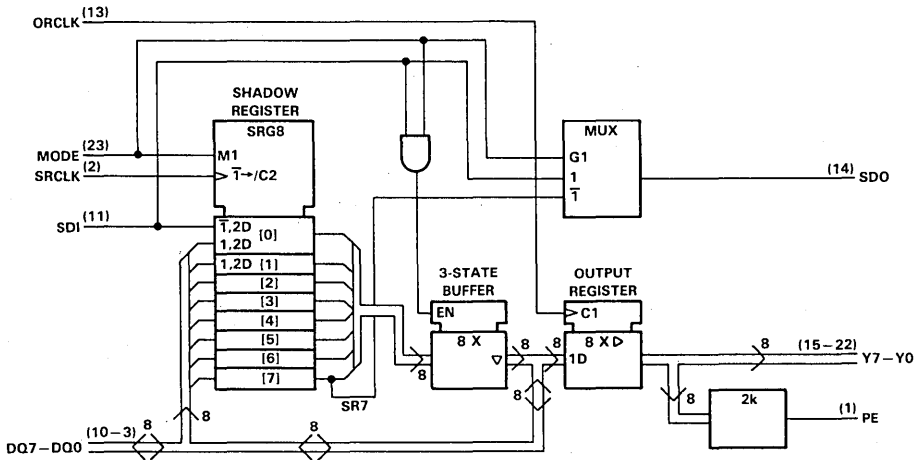 ORCLK (13)
SHADOW
REGISTER
SRG8
MUX
MODE (23)
M1
G1
SRCLK (2)
1̅→/C2
1
(14) SDO
1̅
SDI (11)
1̅,2D
[0]
1,2D
1,2D [1]
[2]
[3]
[4]
[5]
[6]
[7]
3-STATE
BUFFER
OUTPUT
REGISTER
EN
C1
8 X ▽
8 X ▷
1D
8
8
8
8
(15–22)
Y7–Y0
SR7
8
8
8
2k
(1) PE
DQ7–DQ0 (10–3)
8
8